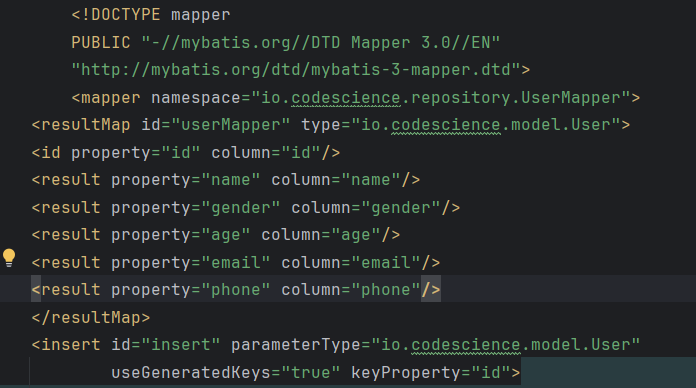 <!DOCTYPE mapper
PUBLIC "-//mybatis.org//DTD Mapper 3.0//EN"
"http://mybatis.org/dtd/mybatis-3-mapper.dtd">
<mapper namespace="io.codescience.repository.UserMapper">
<resultMap id="userMapper" type="io.codescience.model.User">
<id property="id" column="id"/>
<result property="name" column="name"/>
<result property="gender" column="gender"/>
<result property="age" column="age"/>
<result property="email" column="email"/>
<result property="phone" column="phone"/>
</resultMap>
<insert id="insert" parameterType="io.codescience.model.User"
useGeneratedKeys="true" keyProperty="id">